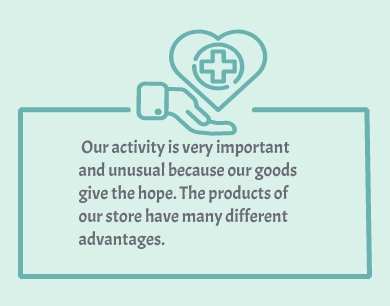 Our activity is very important
and unusual because our goods
give the hope. The products of
our store have many different
advantages.